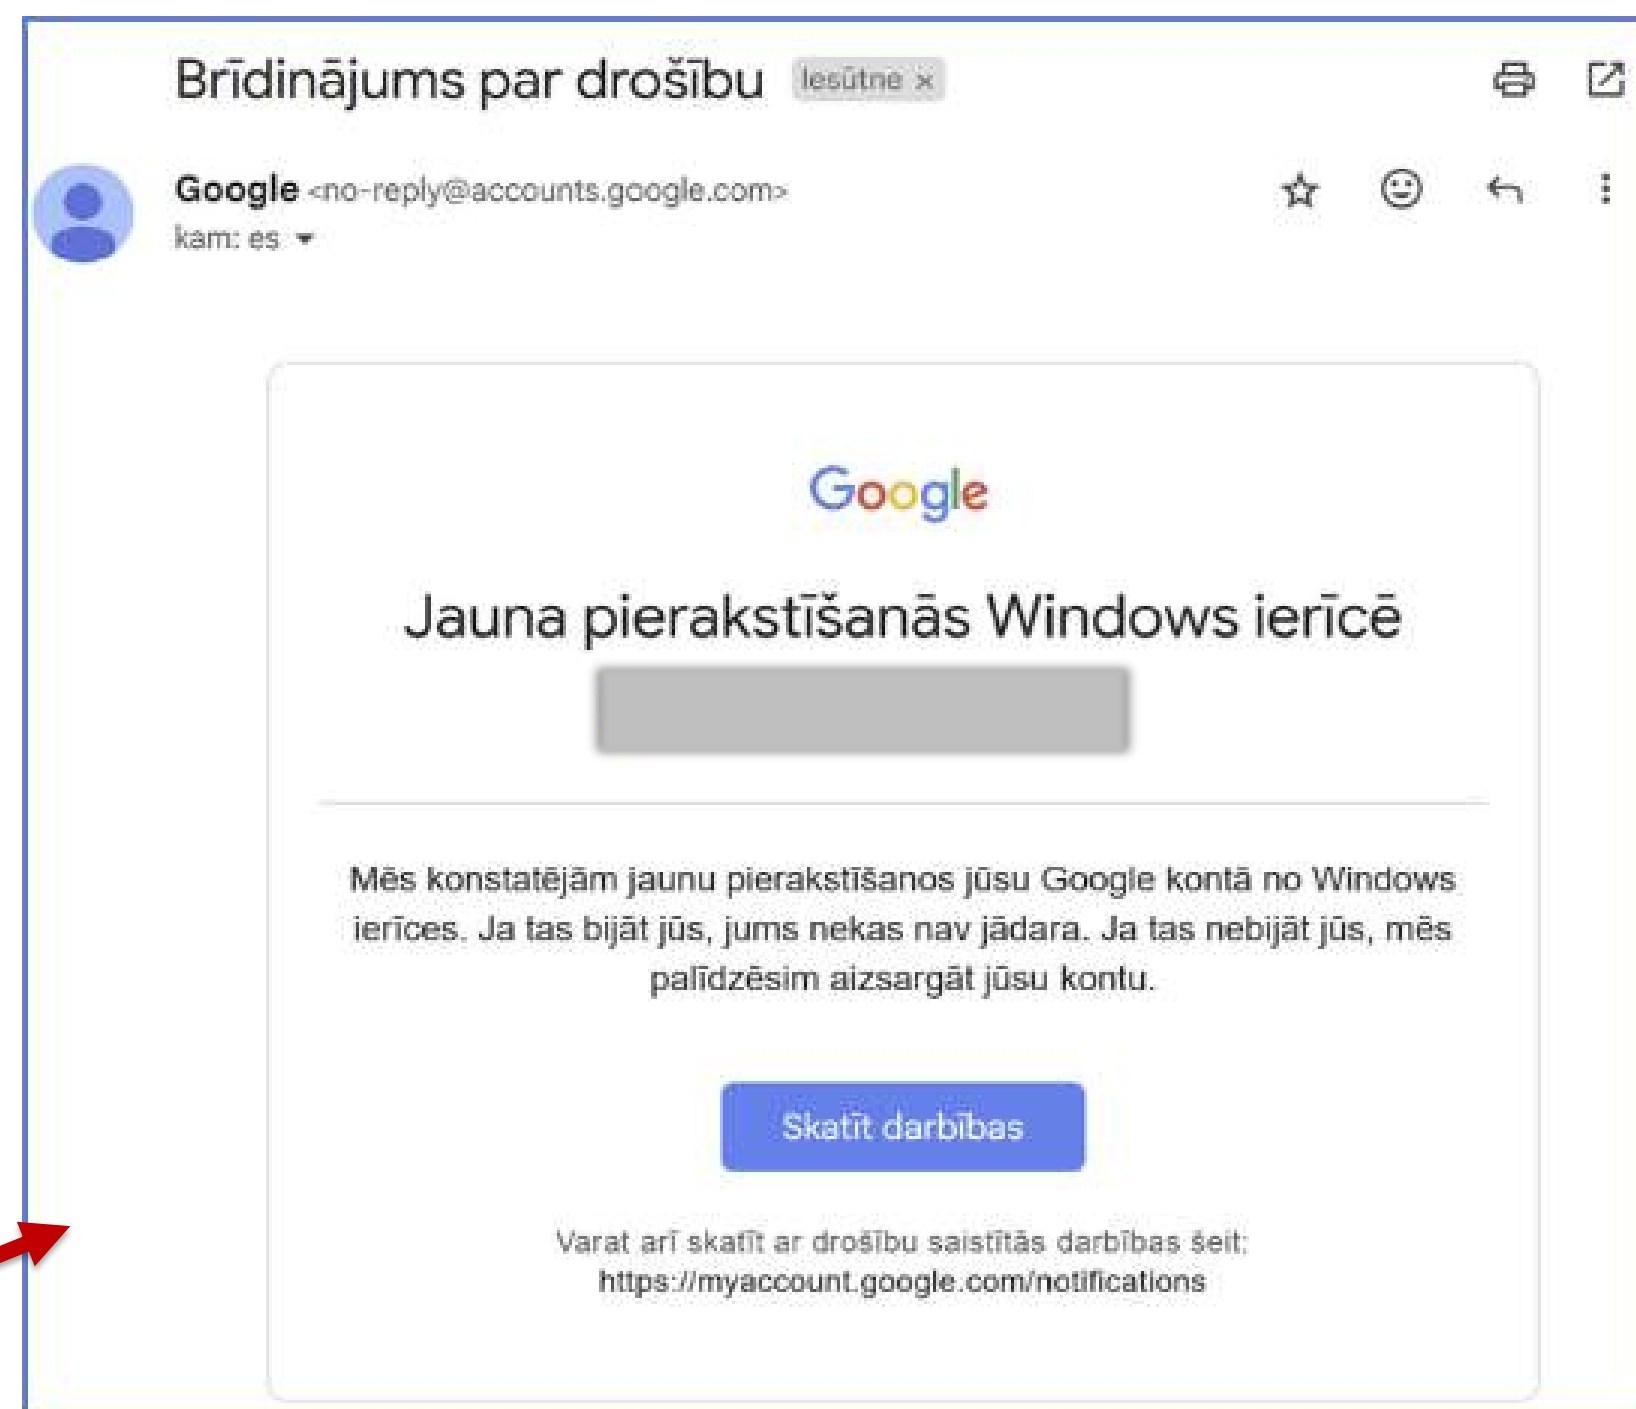 Brīdinājums par drošību Iesūtne ×
Google <no-reply@accounts.google.com>
kam: es
Google
Jauna pierakstīšanās Windows ierīcē
Mēs konstatējām jaunu pierakstīšanos jūsu Google kontā no Windows
ierīces. Ja tas bijāt jūs, jums nekas nav jādara. Ja tas nebijāt jūs, mēs
palīdzēsim aizsargāt jūsu kontu.
Skatīt darbības
Varat arī skatīt ar drošību saistītās darbības šeit:
https://myaccount.google.com/notifications